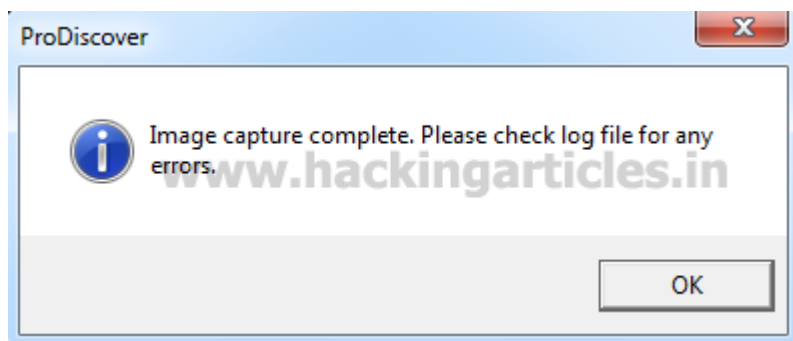 ProDiscover
Image capture complete. Please check log file for any
errors.
www.hackingarticles.in
OK